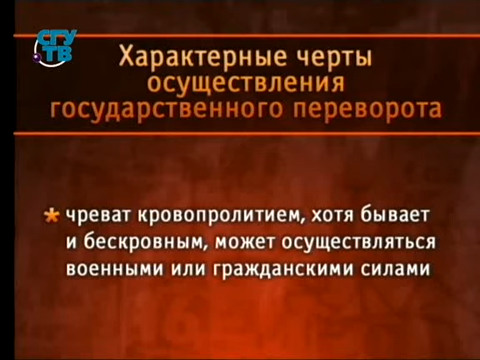 СГУ
ТВ
Характерные черты
осуществления
государственного переворота
* чреват кровопролитием, хотя бывает
и бескровным, может осуществляться
военными или гражданскими силами